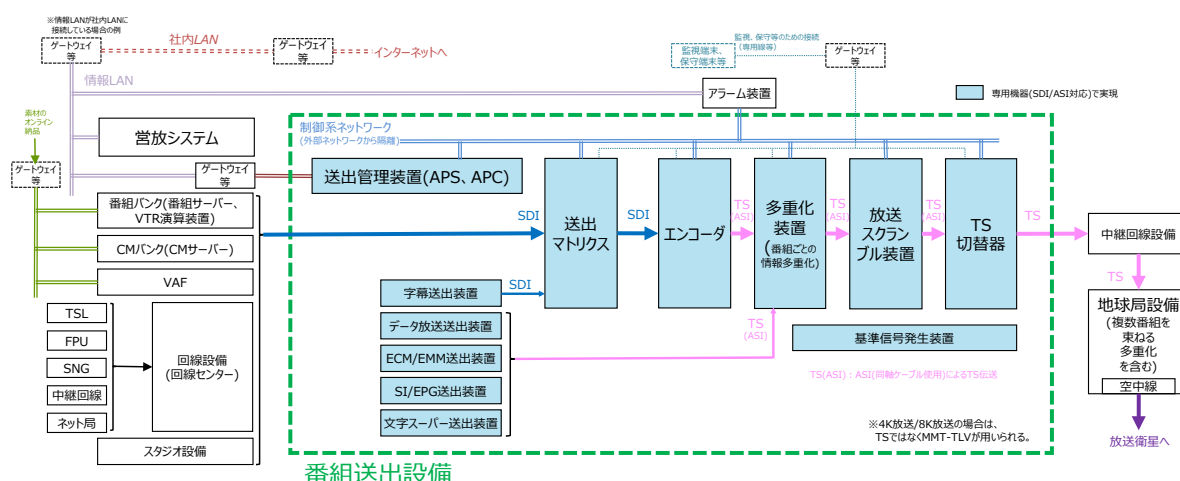 ※情報LANが社内LANに
接続している場合の例
ゲートウェイ
等
社内LAN
ゲートウェイ
等
インターネットへ
情報LAN
監視端末、
保守端末等
監視、保守等のための接続
(専用線等)
ゲートウェイ
等
アラーム装置
専用機器(SDI/ASI対応)で実現
素材の
オンライン
納品
営放システム
ゲートウェイ
等
ゲートウェイ
等
制御系ネットワーク
(外部ネットワークから隔離)
送出管理装置(APS、APC)
番組バンク(番組サーバー、
VTR演算装置)
CMバンク(CMサーバー)
VAF
TSL
FPU
SNG
中継回線
ネット局
回線設備
(回線センター)
スタジオ設備
SDI
送出
マトリクス
SDI
エンコーダ
TS
(ASI)
多重化
装置
(番組ごとの
情報多重化)
TS
(ASI)
放送
スクラン
ブル装置
TS
(ASI)
TS
切替器
TS
中継回線設備
TS
地球局設備
(複数番組を
束ねる
多重化
を含む)
空中線
放送衛星へ
字幕送出装置
SDI
データ放送送出装置
ECM/EMM送出装置
SI/EPG送出装置
文字スーパー送出装置
TS
(ASI)
基準信号発生装置
TS(ASI)：ASI(同軸ケーブル使用)によるTS伝送
※4K放送/8K放送の場合は、
TSではなくMMT-TLVが用いられる。
番組送出設備